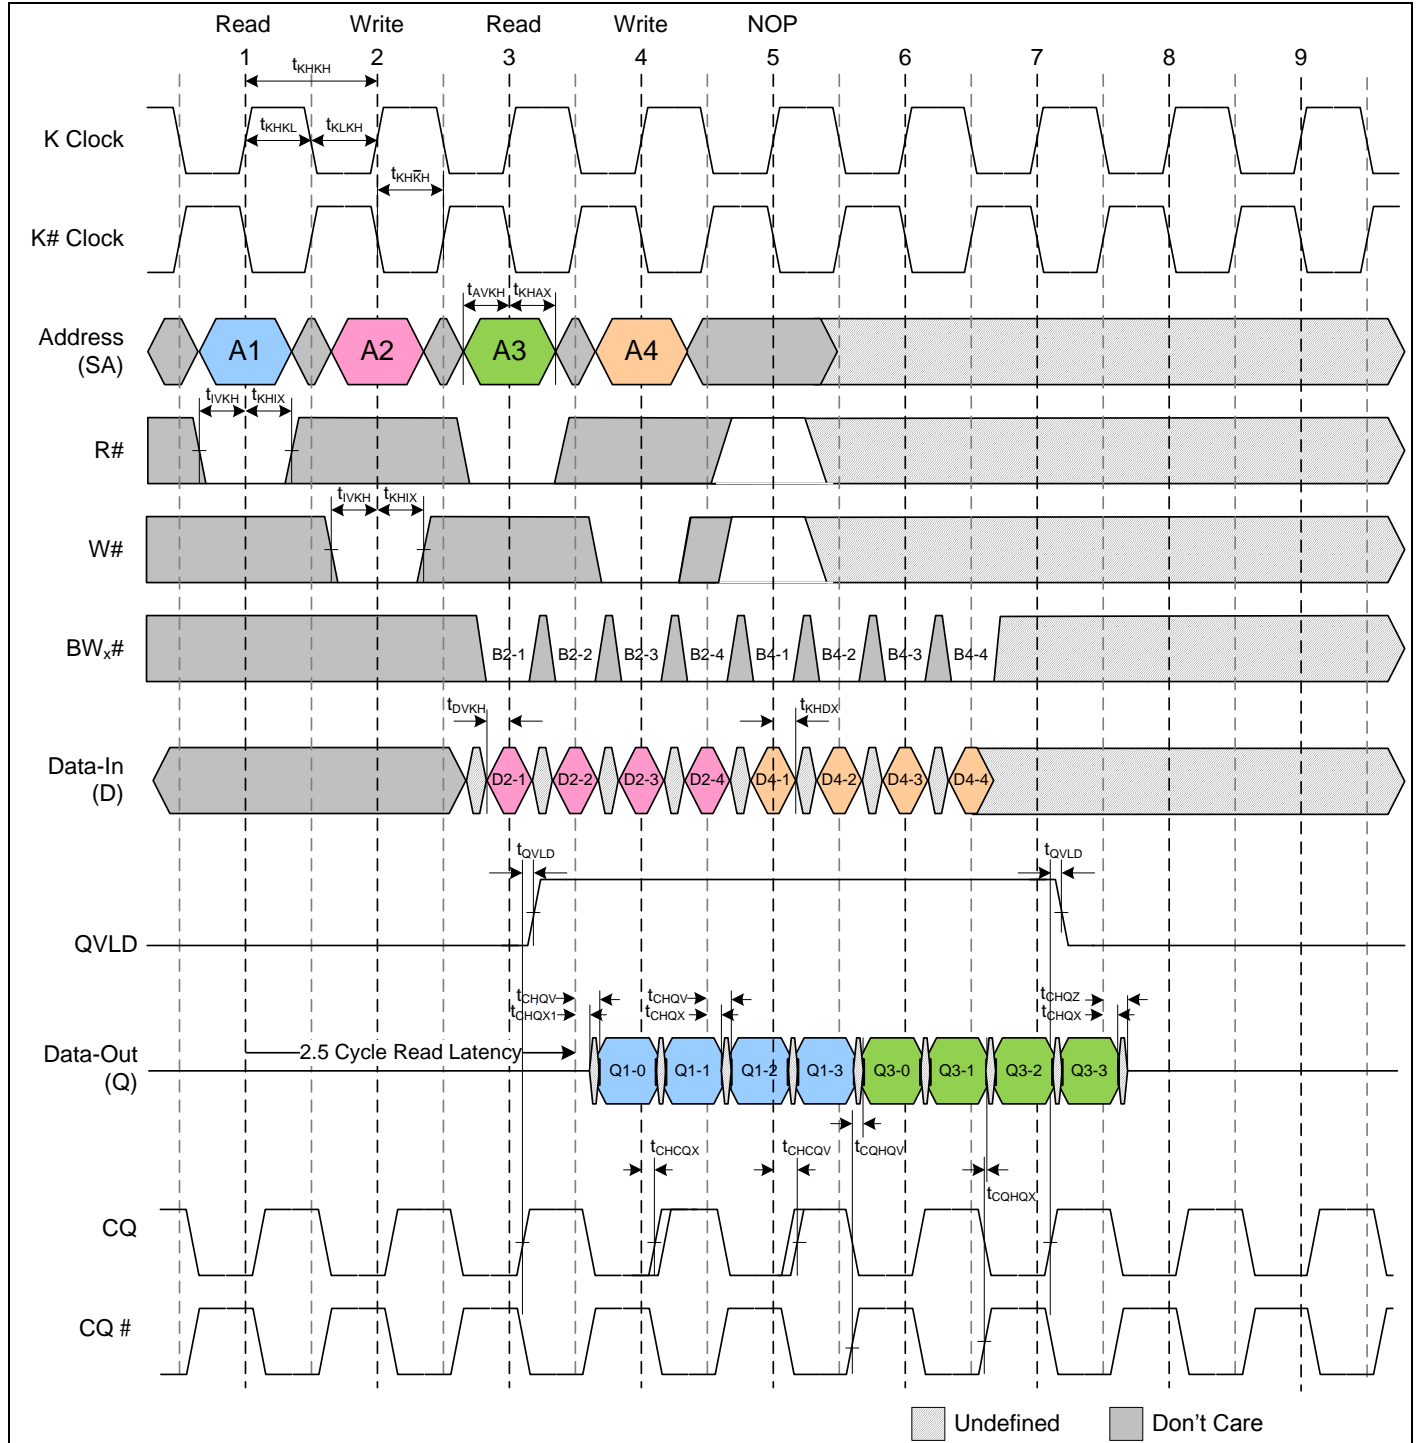 Read Write Read Write NOP
1 2 3 4 5 6 7 8 9
tKHKH
K Clock tKHKL tKLKH
tKHK̄H
K# Clock
tAVKH tKHAX
Address
(SA)
A1 A2 A3 A4
tIVKH tKHIX
R#
tIVKH tKHIX
W#
BWx# B2-1 B2-2 B2-3 B2-4 B4-1 B4-2 B4-3 B4-4
tDVKH tKHDX
Data-In
(D)
D2-1 D2-2 D2-3 D2-4 D4-1 D4-2 D4-3 D4-4
tQVLD tQVLD
QVLD
tCHQV tCHQV tCHQZ
tCHQX1 tCHQX tCHQX
Data-Out
(Q)
2.5 Cycle Read Latency
Q1-0 Q1-1 Q1-2 Q1-3 Q3-0 Q3-1 Q3-2 Q3-3
tCHCQX tCHCQV tCQHQV
tCQHQX
CQ
CQ #
Undefined Don't Care